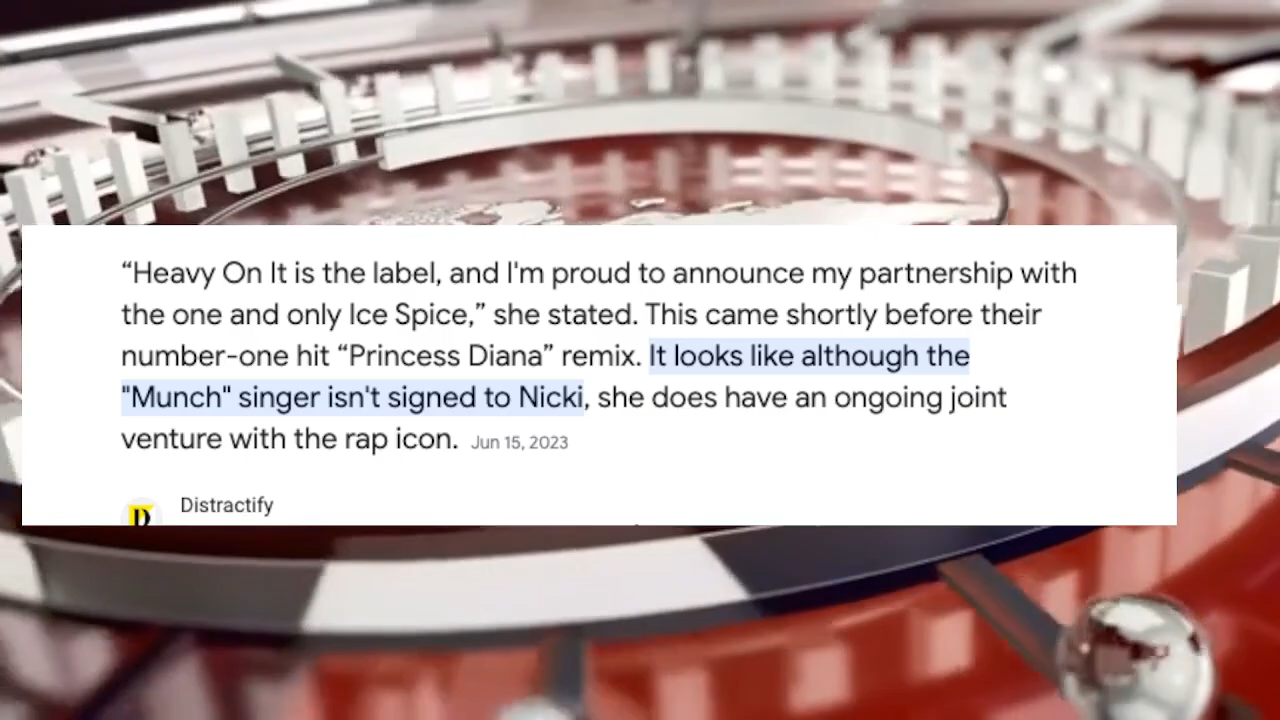 “Heavy On It is the label, and I'm proud to announce my partnership with
the one and only Ice Spice,” she stated. This came shortly before their
number-one hit “Princess Diana” remix. It looks like although the
"Munch" singer isn't signed to Nicki, she does have an ongoing joint
venture with the rap icon. Jun 15, 2023
Distractify